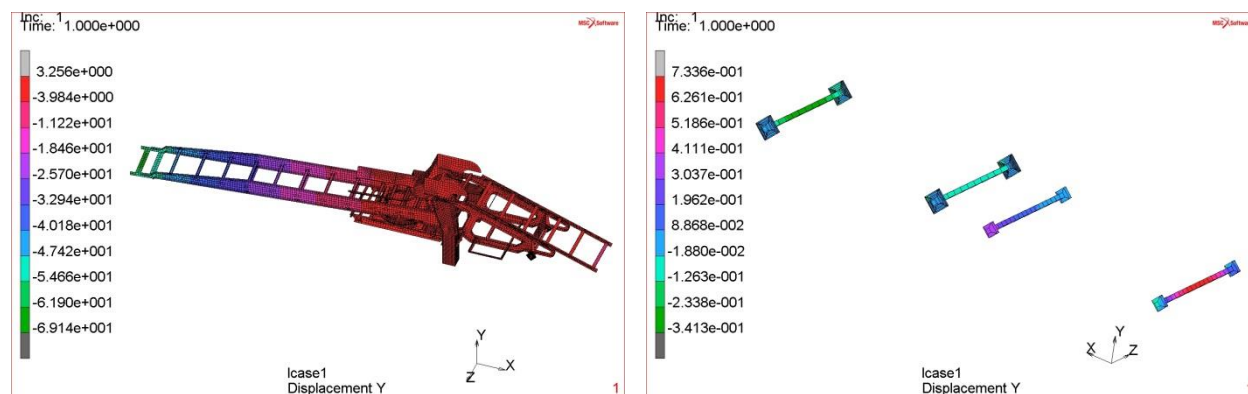 Inc: 1
Time: 1.000e+000
MSC Software
3.256e+000
-3.984e+000
-1.122e+001
-1.846e+001
-2.570e+001
-3.294e+001
-4.018e+001
-4.742e+001
-5.466e+001
-6.190e+001
-6.914e+001
Y
X
Z
lcase1
Displacement Y
1
Inc: 1
Time: 1.000e+000
MSC Software
7.336e-001
6.261e-001
5.186e-001
4.111e-001
3.037e-001
1.962e-001
8.868e-002
-1.880e-002
-1.263e-001
-2.338e-001
-3.413e-001
Y
X
Z
lcase1
Displacement Y